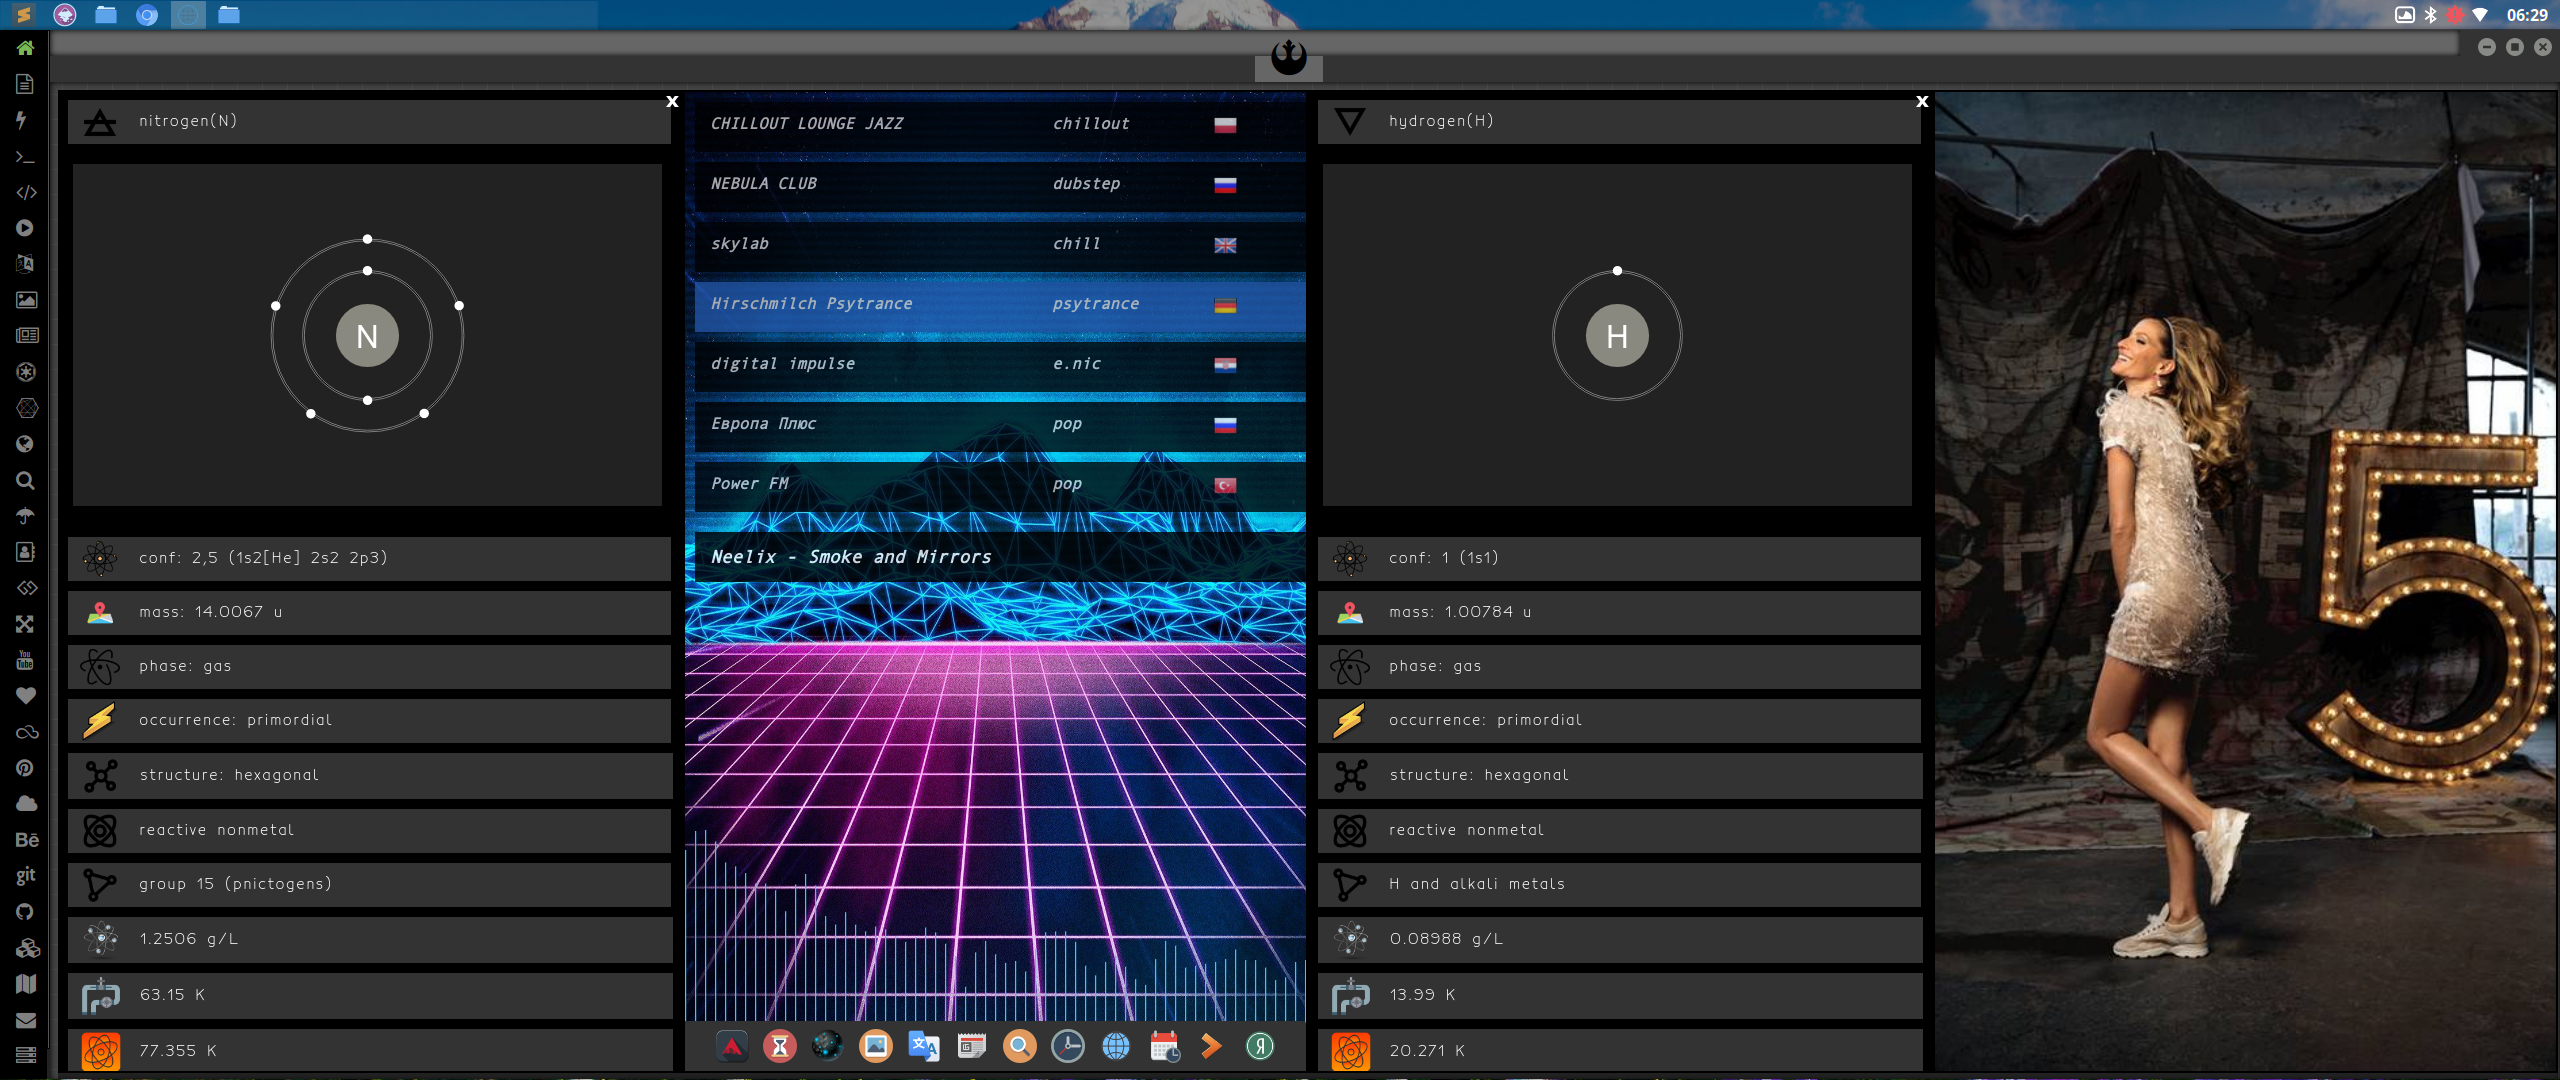 06:29
nitrogen(N)
N
conf: 2,5 (1s2[He] 2s2 2p3)
mass: 14.0067 u
phase: gas
occurrence: primordial
structure: hexagonal
reactive nonmetal
group 15 (pnictogens)
1.2506 g/L
63.15 K
77.355 K
CHILLOUT LOUNGE JAZZ chillout
NEBULA CLUB dubstep
skylab chill
Hirschmilch Psytrance psytrance
digital impulse e.nic
Европа Плюс pop
Power FM pop
Neelix - Smoke and Mirrors
hydrogen(H)
H
conf: 1 (1s1)
mass: 1.00784 u
phase: gas
occurrence: primordial
structure: hexagonal
reactive nonmetal
H and alkali metals
0.08988 g/L
13.99 K
20.271 K
5
You
Tube
Bē
git
Я